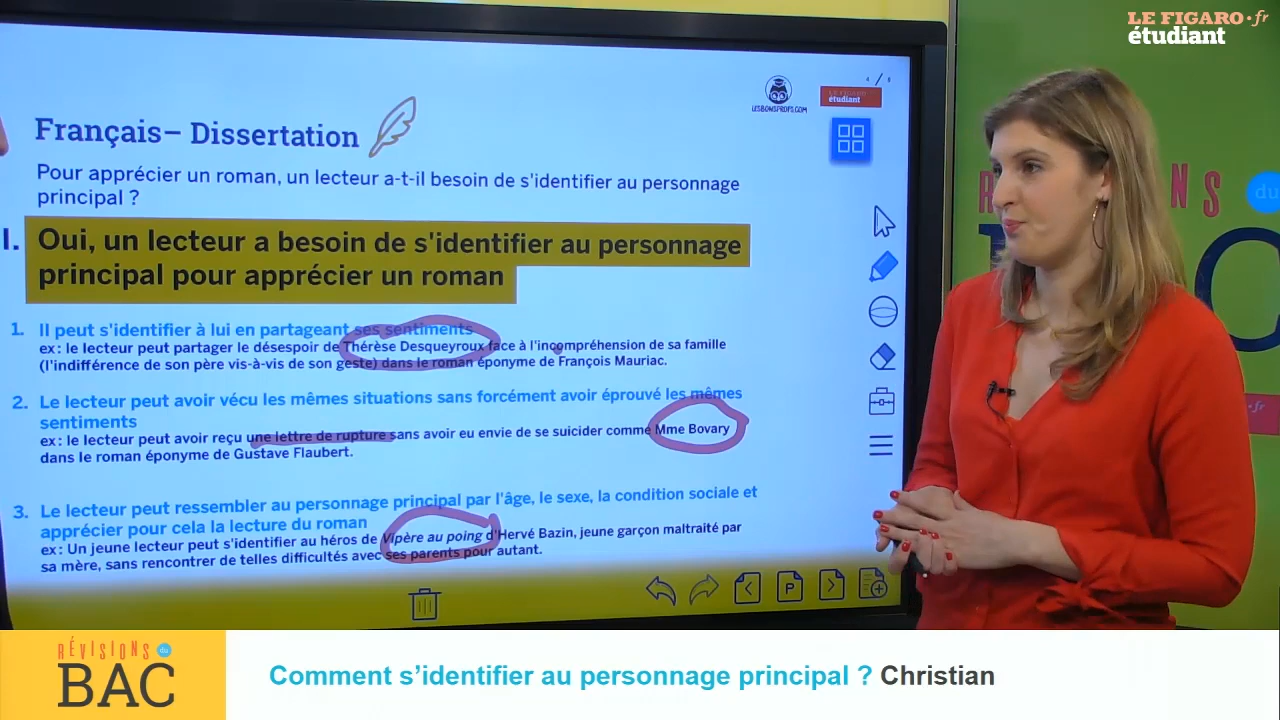 LE FIGARO.fr
étudiant
LESBONSPROFS.COM
LE FIGARO.fr
étudiant
Français– Dissertation
Pour apprécier un roman, un lecteur a-t-il besoin de s'identifier au personnage
principal ?
I. Oui, un lecteur a besoin de s'identifier au personnage
principal pour apprécier un roman
1. Il peut s'identifier à lui en partageant ses sentiments
ex : le lecteur peut partager le désespoir de Thérèse Desqueyroux face à l'incompréhension de sa famille
(l'indifférence de son père vis-à-vis de son geste) dans le roman éponyme de François Mauriac.
2. Le lecteur peut avoir vécu les mêmes situations sans forcément avoir éprouvé les mêmes
sentiments
ex : le lecteur peut avoir reçu une lettre de rupture sans avoir eu envie de se suicider comme Mme Bovary
dans le roman éponyme de Gustave Flaubert.
3. Le lecteur peut ressembler au personnage principal par l'âge, le sexe, la condition sociale et
apprécier pour cela la lecture du roman
ex : Un jeune lecteur peut s'identifier au héros de Vipère au poing d'Hervé Bazin, jeune garçon maltraité par
sa mère, sans rencontrer de telles difficultés avec ses parents pour autant.
P
du
RÉVISIONS du
BAC
Comment s’identifier au personnage principal ? Christian